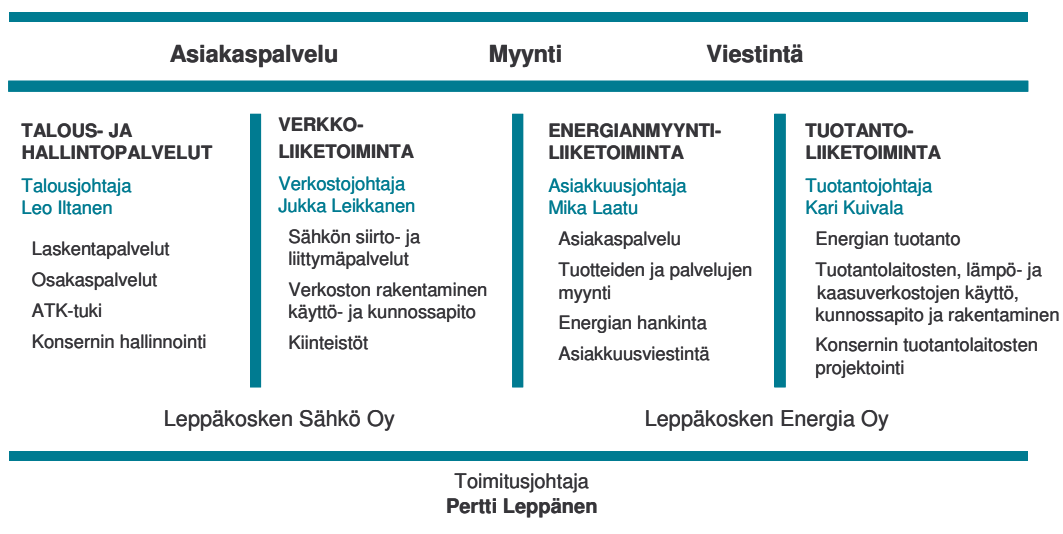 Asiakaspalvelu Myynti Viestintä
TALOUS- JA
HALLINTOPALVELUT
Talousjohtaja
Leo Iltanen
Laskentapalvelut
Osakaspalvelut
ATK-tuki
Konsernin hallinnointi
VERKKO-
LIIKETOIMINTA
Verkostojohtaja
Jukka Leikkanen
Sähkön siirto- ja
liittymäpalvelut
Verkoston rakentaminen
käyttö- ja kunnossapito
Kiinteistöt
ENERGIANMYYNTI-
LIIKETOIMINTA
Asiakkuusjohtaja
Mika Laatu
Asiakaspalvelu
Tuotteiden ja palvelujen
myynti
Energian hankinta
Asiakkuusviestintä
TUOTANTO-
LIIKETOIMINTA
Tuotantojohtaja
Kari Kuivala
Energian tuotanto
Tuotantolaitosten, lämpö- ja
kaasuverkostojen käyttö,
kunnossapito ja rakentaminen
Konsernin tuotantolaitosten
projektointi
Leppäkosken Sähkö Oy
Leppäkosken Energia Oy
Toimitusjohtaja
Pertti Leppänen